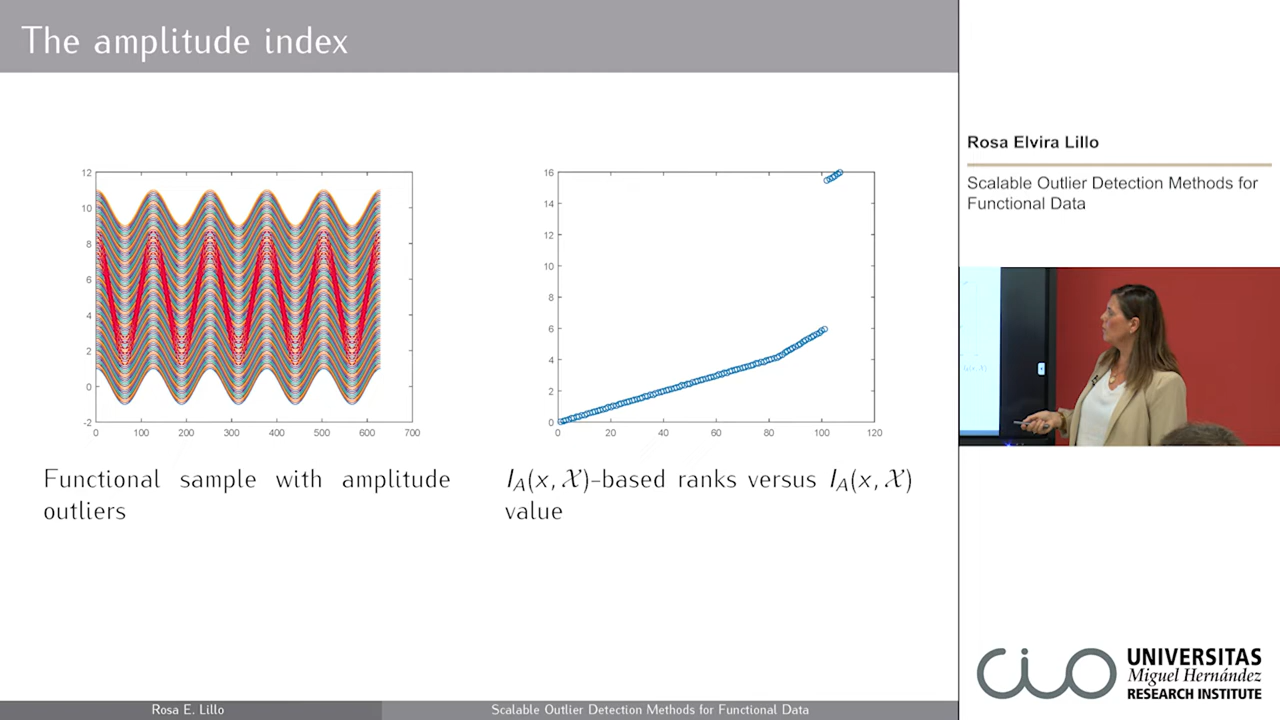 The amplitude index
12
10
8
6
4
2
0
-2
0 100 200 300 400 500 600 700
16
14
12
10
8
6
4
2
0
0 20 40 60 80 100 120
Functional sample with amplitude
outliers
I_A(x, 𝒳)-based ranks versus I_A(x, 𝒳)
value
Rosa E. Lillo
Scalable Outlier Detection Methods for Functional Data
Rosa Elvira Lillo
Scalable Outlier Detection Methods for
Functional Data
cio
UNIVERSITAS
Miguel Hernández
RESEARCH INSTITUTE